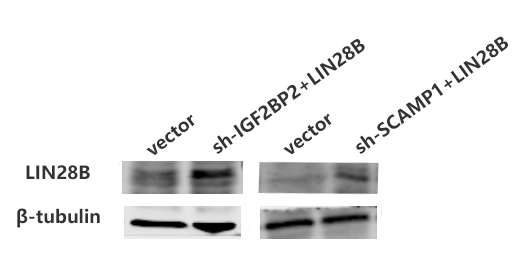 vector
sh-IGF2BP2+LIN28B
vector
sh-SCAMP1+LIN28B
LIN28B
β-tubulin